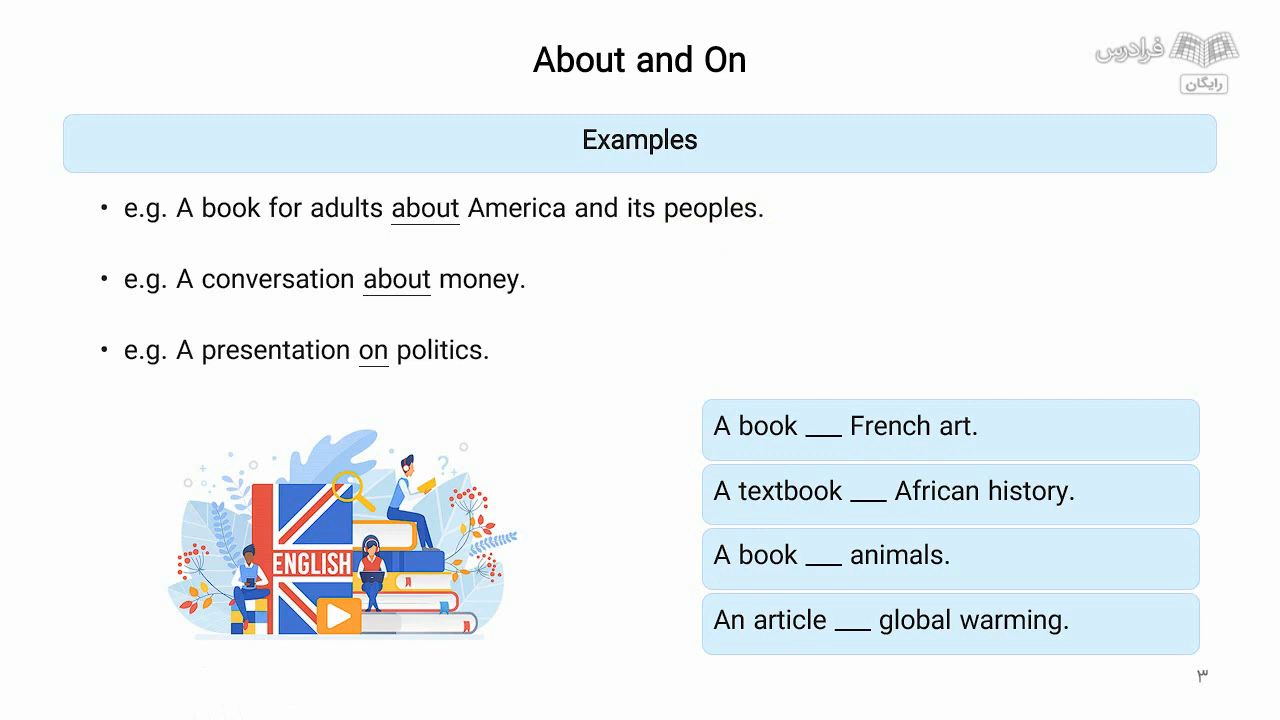 About and On
فرادرس
رایگان
Examples
• e.g. A book for adults about America and its peoples.
• e.g. A conversation about money.
• e.g. A presentation on politics.
A book ___ French art.
A textbook ___ African history.
A book ___ animals.
An article ___ global warming.
ENGLISH
۳